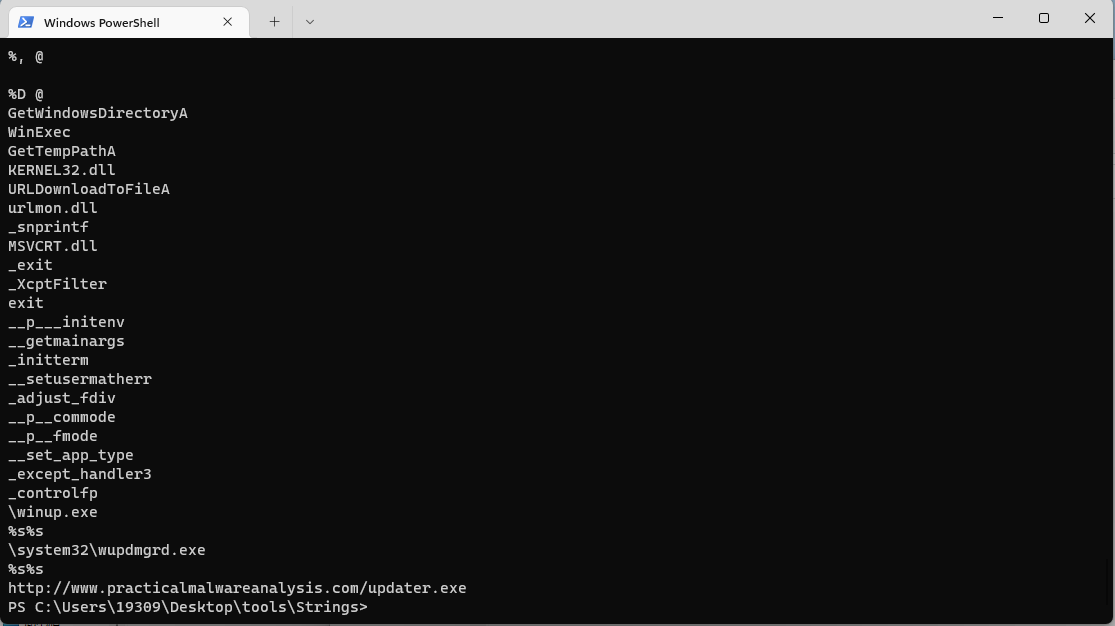 Windows PowerShell
%, @
%D @
GetWindowsDirectoryA
WinExec
GetTempPathA
KERNEL32.dll
URLDownloadToFileA
urlmon.dll
_snprintf
MSVCRT.dll
_exit
_XcptFilter
exit
__p___initenv
__getmainargs
_initterm
__setusermatherr
_adjust_fdiv
__p__commode
__p__fmode
__set_app_type
_except_handler3
_controlfp
\winup.exe
%s%s
\system32\wupdmgrd.exe
%s%s
http://www.practicalmalwareanalysis.com/updater.exe
PS C:\Users\19309\Desktop\tools\Strings>